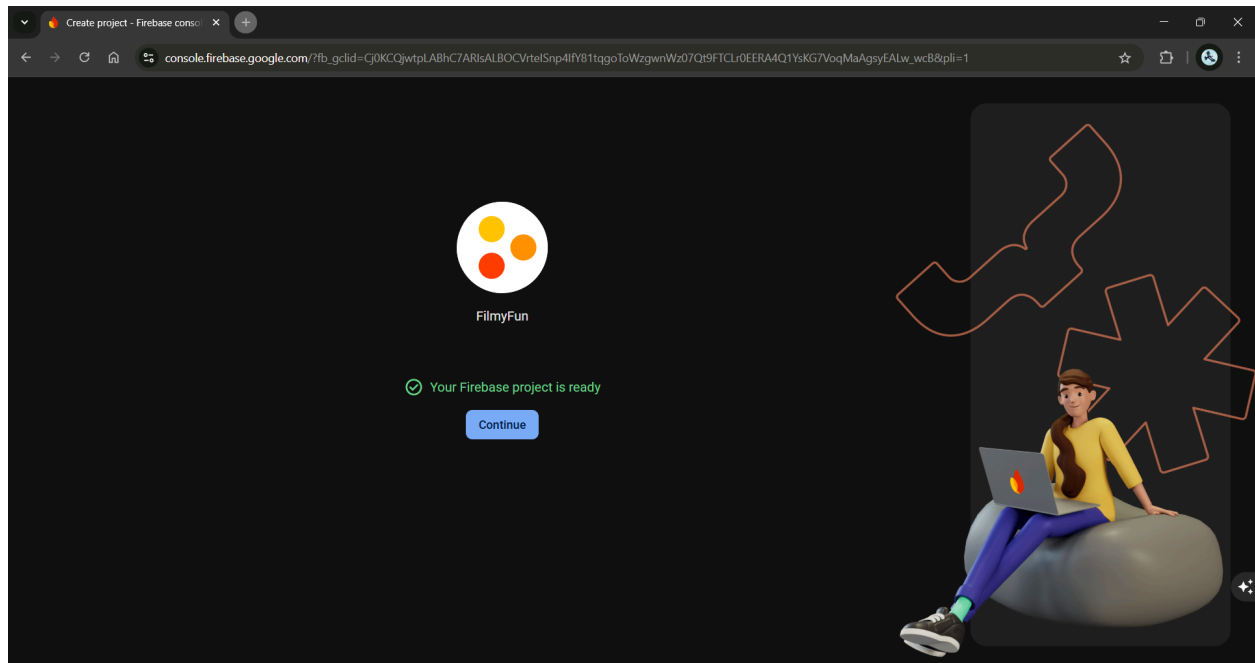 Create project - Firebase conso
console.firebase.google.com/?fb_gclid=Cj0KCQjwtpLABhC7ARIsALBOCVrteISnp4IfY81tqgoToWzgwnWz07Qt9FTCLr0EERA4Q1YsKG7VoqMaAgsyEALw_wcB&pli=1
FilmyFun
Your Firebase project is ready
Continue